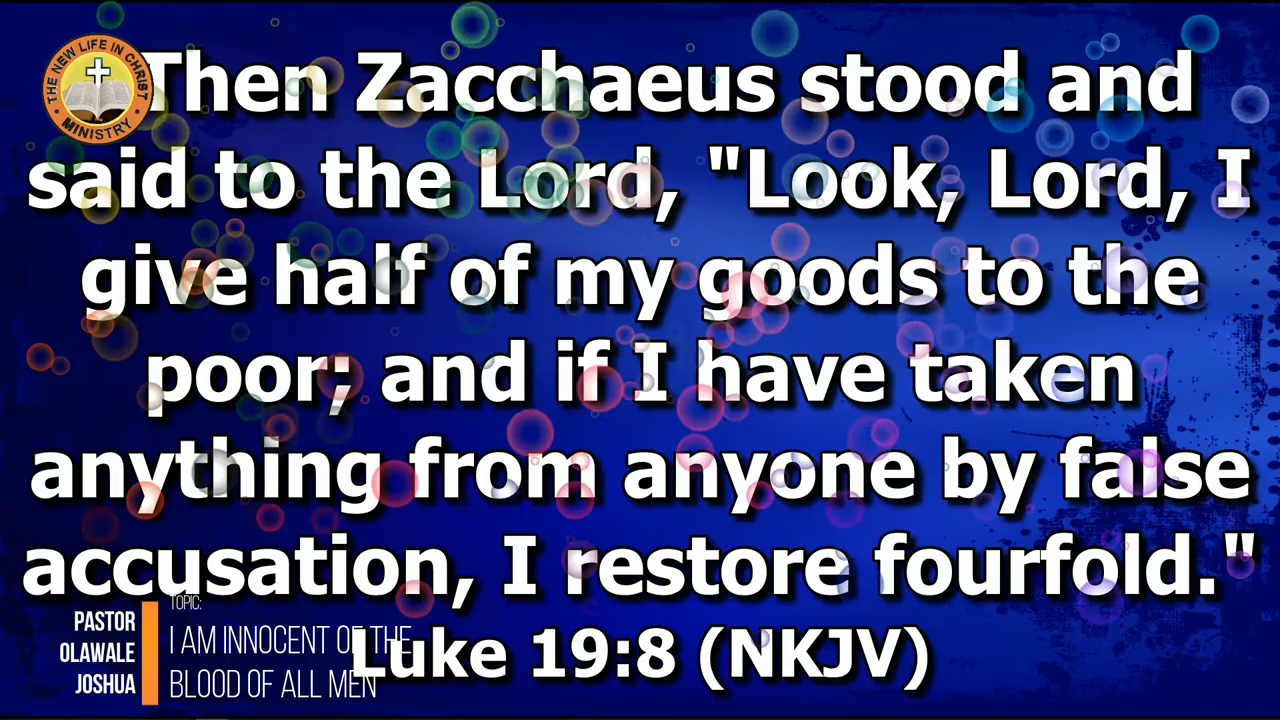 THE NEW LIFE IN CHRIST
MINISTRY
Then Zacchaeus stood and
said to the Lord, "Look, Lord, I
give half of my goods to the
poor; and if I have taken
anything from anyone by false
accusation, I restore fourfold."
Luke 19:8 (NKJV)
PASTOR
OLAWALE
JOSHUA
TOPIC:
I AM INNOCENT OF THE
BLOOD OF ALL MEN